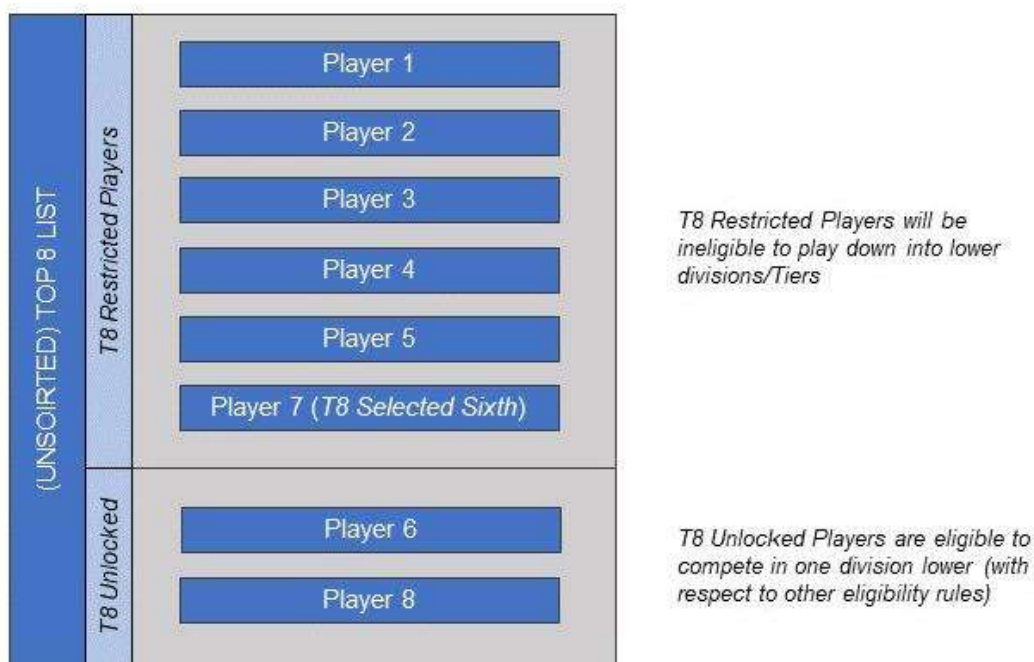 (UNSOIRTED) TOP 8 LIST
T8 Restricted Players
Player 1
Player 2
Player 3
Player 4
Player 5
Player 7 (T8 Selected Sixth)
T8 Restricted Players will be
ineligible to play down into lower
divisions/Tiers
T8 Unlocked
Player 6
Player 8
T8 Unlocked Players are eligible to
compete in one division lower (with
respect to other eligibility rules)